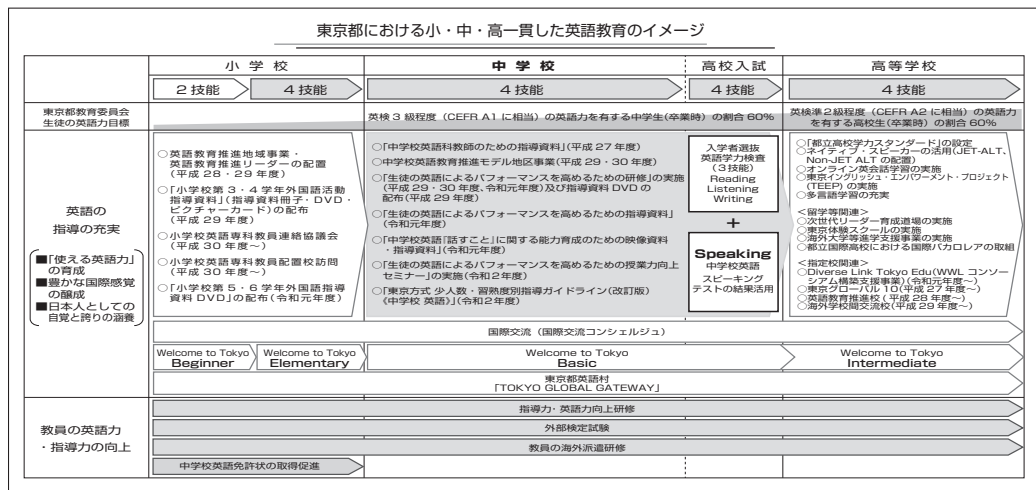 東京都における小・中・高一貫した英語教育のイメージ
小 学 校
中 学 校
高校入試
高等学校
2 技能
4 技能
4 技能
4 技能
4 技能
東京都教育委員会
生徒の英語力目標
英検 3 級程度（CEFR A1 に相当）の英語力を有する中学生（卒業時）の割合 60%
英検準2級程度（CEFR A2 に相当）の英語力
を有する高校生（卒業時）の割合 60%
英語の
指導の充実
■「使える英語力」
の育成
■豊かな国際感覚
の醸成
■日本人としての
自覚と誇りの涵養
○英語教育推進地域事業・
英語教育推進リーダーの配置
（平成 28・29 年度）
○「小学校第 3・4 学年外国語活動
指導資料」（指導資料冊子・DVD・
ピクチャーカード）の配布
（平成 29 年度）
○小学校英語専科教員連絡協議会
（平成 30 年度～）
○小学校英語専科教員配置校訪問
（平成 30 年度～）
○「小学校第 5・6 学年外国語指導
資料 DVD」の配布（令和元年度）
○「中学校英語科教師のための指導資料」（平成 27 年度）
○中学校英語教育推進モデル地区事業（平成 29・30 年度）
○「生徒の英語によるパフォーマンスを高めるための研修」の実施
（平成 29・30 年度、令和元年度）及び指導資料 DVD の
配布（平成 29 年度）
○「生徒の英語によるパフォーマンスを高めるための指導資料」
（令和元年度）
○「中学校英語「話すこと」に関する能力育成のための映像資料
・指導資料」（令和元年度）
○「生徒の英語によるパフォーマンスを高めるための授業力向上
セミナー」の実施（令和 2 年度）
○「東京方式 少人数・習熟度別指導ガイドライン（改訂版）
《中学校 英語》」（令和 2 年度）
入学者選抜
英語学力検査
（3 技能）
Reading
Listening
Writing
＋
Speaking
中学校英語
スピーキング
テストの結果活用
○「都立高校学力スタンダード」の設定
○ネイティブ・スピーカーの活用（JET-ALT、
Non-JET ALT の配置）
○オンライン英会話学習の実施
○東京イングリッシュ・エンパワーメント・プロジェクト
（TEEP）の実施
○多言語学習の充実
＜留学等関連＞
○次世代リーダー育成道場の実施
○東京体験スクールの実施
○海外大学等進学支援事業の実施
○都立国際高校における国際バカロレアの取組
＜指定校関連＞
○Diverse Link Tokyo Edu（WWL コンソー
シアム構築支援事業）（令和元年度～）
○東京グローバル 10（平成 27 年度～）
○英語教育推進校（平成 28 年度～）
○海外学校間交流校（平成 29 年度～）
国際交流（国際交流コンシェルジュ）
Welcome to Tokyo
Beginner
Welcome to Tokyo
Elementary
Welcome to Tokyo
Basic
Welcome to Tokyo
Intermediate
東京都英語村
「TOKYO GLOBAL GATEWAY」
教員の英語力
・指導力の向上
指導力・英語力向上研修
外部検定試験
教員の海外派遣研修
中学校英語免許状の取得促進